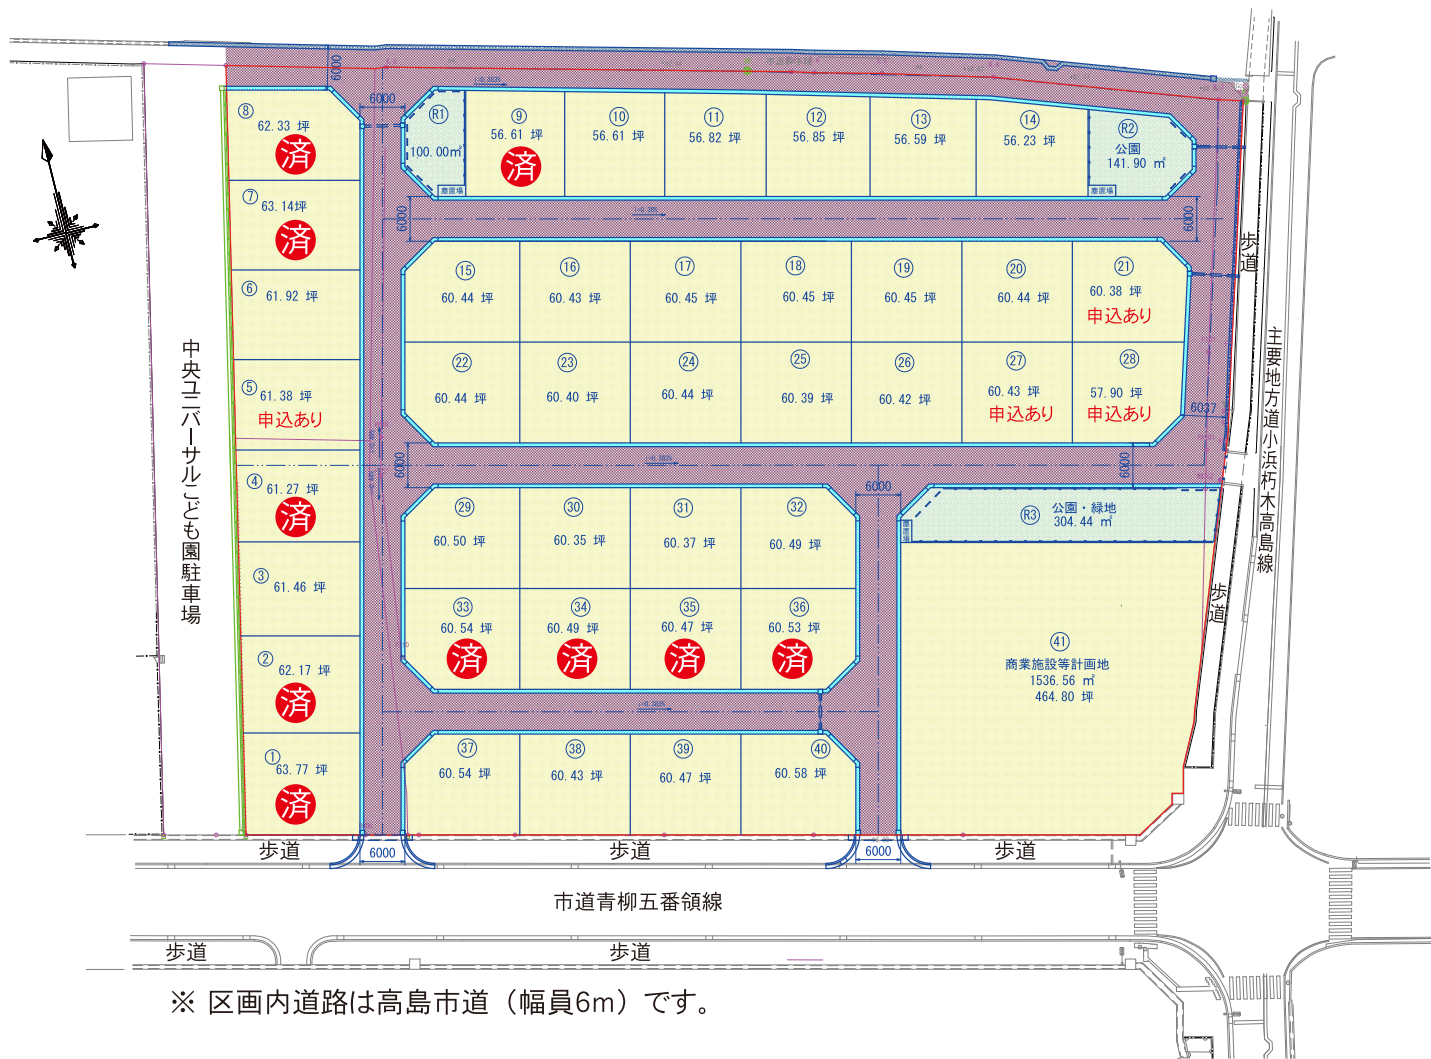 6000
6000
⑧
62.33 坪
済
⑦
63.14坪
済
⑥
61.92 坪
⑤
61.38 坪
申込あり
④
61.27 坪
済
③
61.46 坪
②
62.17 坪
済
①
63.77 坪
済
R1
100.00㎡
塵置場
⑨
56.61 坪
済
⑩
56.61 坪
⑪
56.82 坪
⑫
56.85 坪
⑬
56.59 坪
⑭
56.23 坪
R2
公園
141.90 ㎡
塵置場
6000
6000
⑮
60.44 坪
⑯
60.43 坪
⑰
60.45 坪
⑱
60.45 坪
⑲
60.45 坪
⑳
60.44 坪
㉑
60.38 坪
申込あり
㉒
60.44 坪
㉓
60.40 坪
㉔
60.44 坪
㉕
60.39 坪
㉖
60.42 坪
㉗
60.43 坪
申込あり
㉘
57.90 坪
申込あり
6037
6000
6000
6000
㉙
60.50 坪
㉚
60.35 坪
㉛
60.37 坪
㉜
60.49 坪
㉝
60.54 坪
済
㉞
60.49 坪
済
㉟
60.47 坪
済
㊱
60.53 坪
済
R3
公園・緑地
304.44 ㎡
塵置場
㊶
商業施設等計画地
1536.56 ㎡
464.80 坪
㊲
60.54 坪
㊳
60.43 坪
㊴
60.47 坪
㊵
60.58 坪
中央ユニバーサルこども園駐車場
歩道
主要地方道小浜朽木高島線
歩道
歩道
6000
歩道
6000
歩道
市道青柳五番領線
歩道
歩道
※ 区画内道路は高島市道（幅員6m）です。